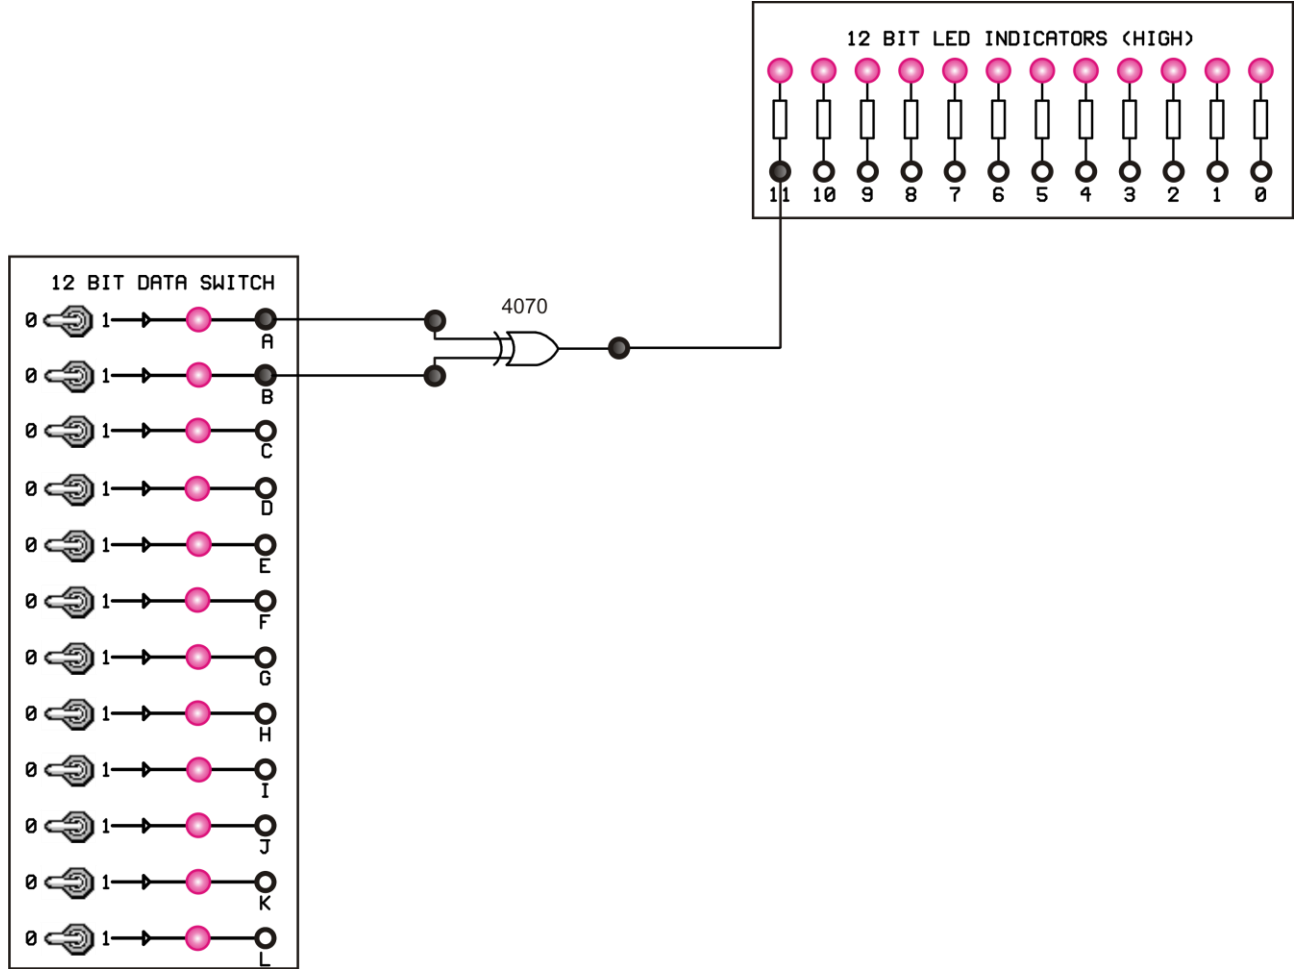 12 BIT LED INDICATORS (HIGH)
11 10 9 8 7 6 5 4 3 2 1 0
12 BIT DATA SWITCH
4070
0 1 A
0 1 B
0 1 C
0 1 D
0 1 E
0 1 F
0 1 G
0 1 H
0 1 I
0 1 J
0 1 K
0 1 L